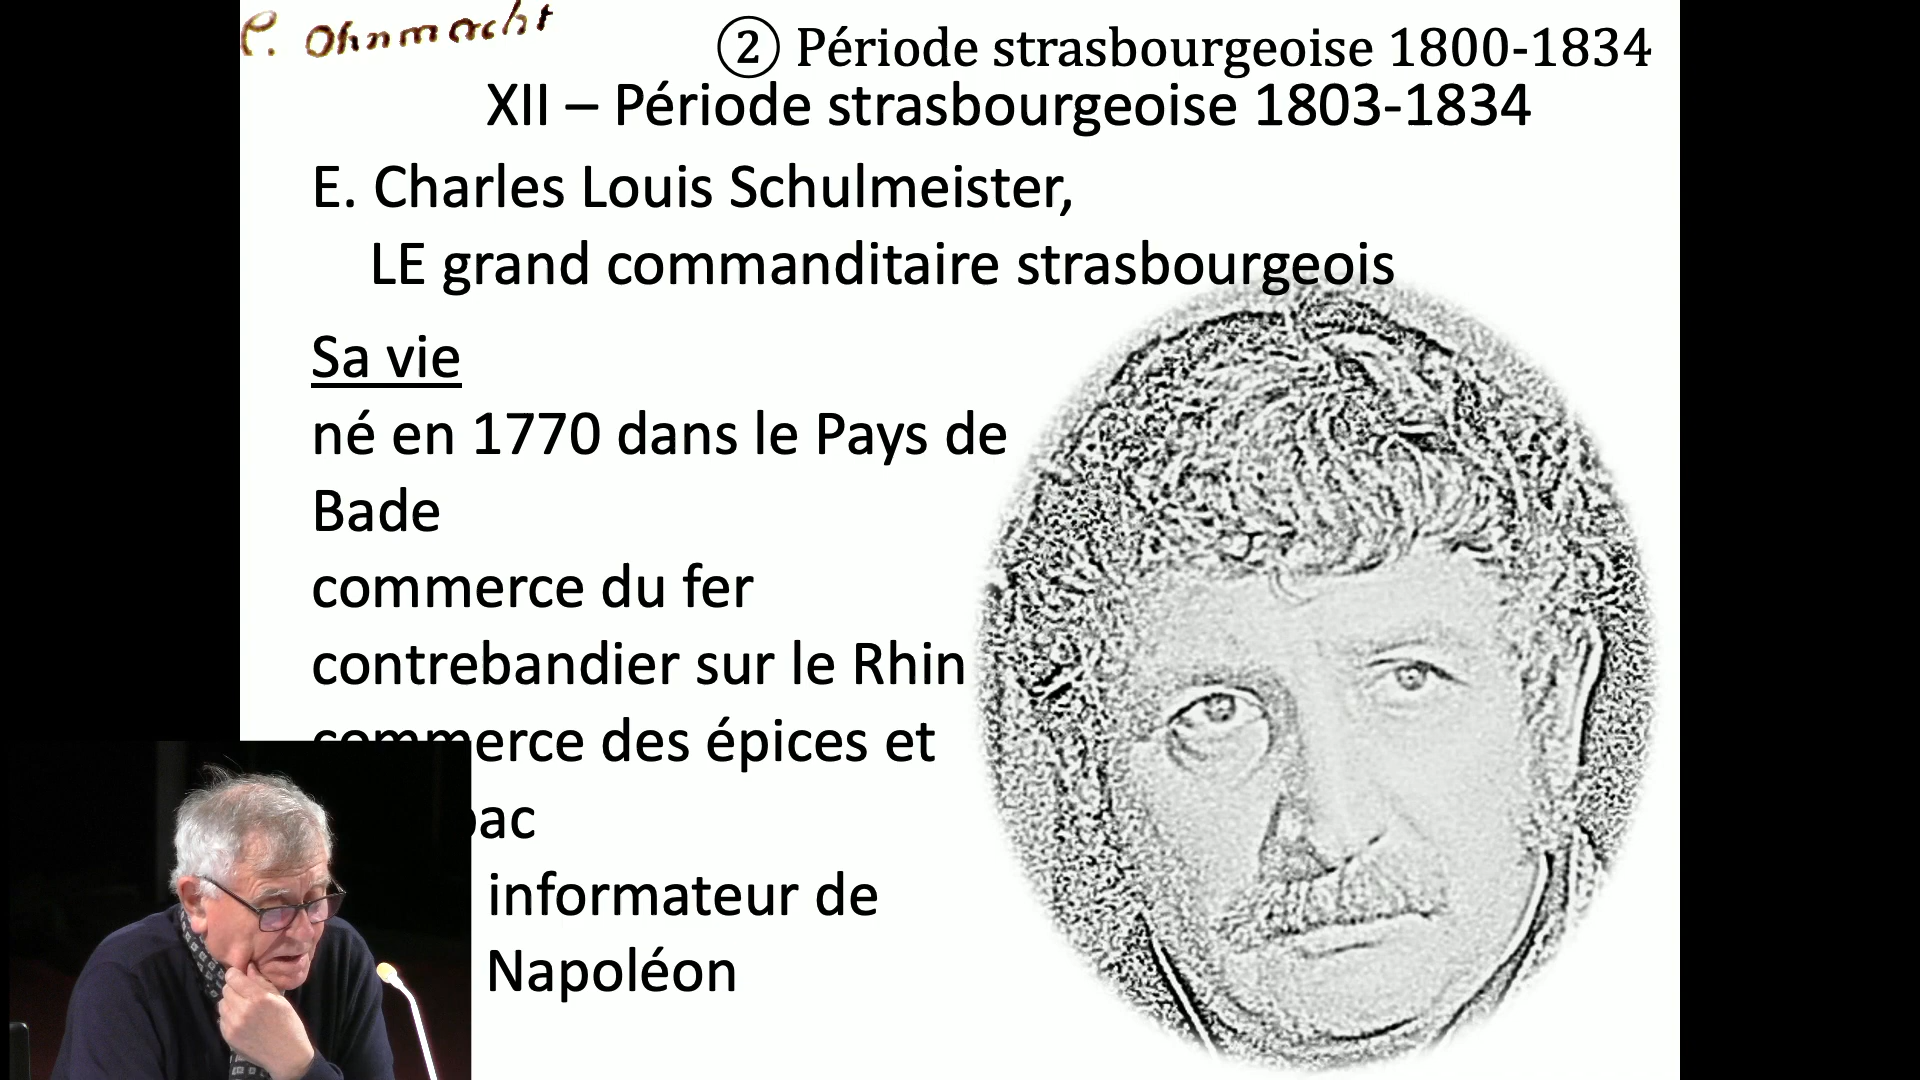 P. Ohnmacht
② Période strasbourgeoise 1800-1834
XII – Période strasbourgeoise 1803-1834
E. Charles Louis Schulmeister,
LE grand commanditaire strasbourgeois
Sa vie
né en 1770 dans le Pays de
Bade
commerce du fer
contrebandier sur le Rhin
commerce des épices et
bac
informateur de
Napoléon